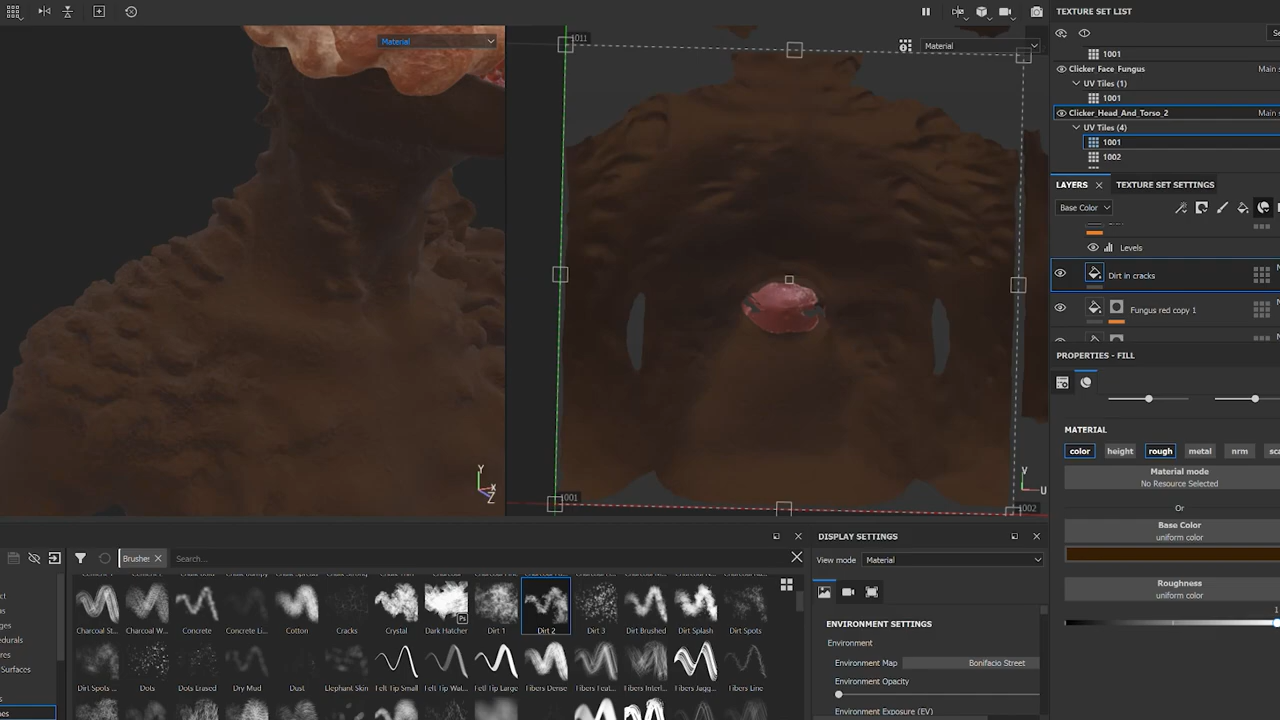 Material
1011
Material
1001
1002
Y
X
Z
V
U
TEXTURE SET LIST
Se
1001
Clicker_Face_Fungus
Main s
UV Tiles (1)
1001
Clicker_Head_And_Torso_2
Main s
UV Tiles (4)
1001
1002
LAYERS
TEXTURE SET SETTINGS
Base Color
Levels
Dirt in cracks
Fungus red copy 1
PROPERTIES - FILL
MATERIAL
color height rough metal nrm sca
Material mode
No Resource Selected
Or
Base Color
uniform color
Roughness
uniform color
1
Brushes
Search...
Charcoal St... Charcoal W... Concrete Concrete Li... Cotton Cracks Crystal Dark Hatcher Dirt 1 Dirt 2 Dirt 3 Dirt Brushed Dirt Splash Dirt Spots
Dirt Spots ... Dots Dots Erased Dry Mud Dust Elephant Skin Felt Tip Small Felt Tip Wat... Felt Tip Large Fibers Dense Fibers Feat... Fibers Interl... Fibers Jagg... Fibers Line
DISPLAY SETTINGS
View mode Material
ENVIRONMENT SETTINGS
Environment
Environment Map Bonifacio Street
Environment Opacity
Environment Exposure (EV)